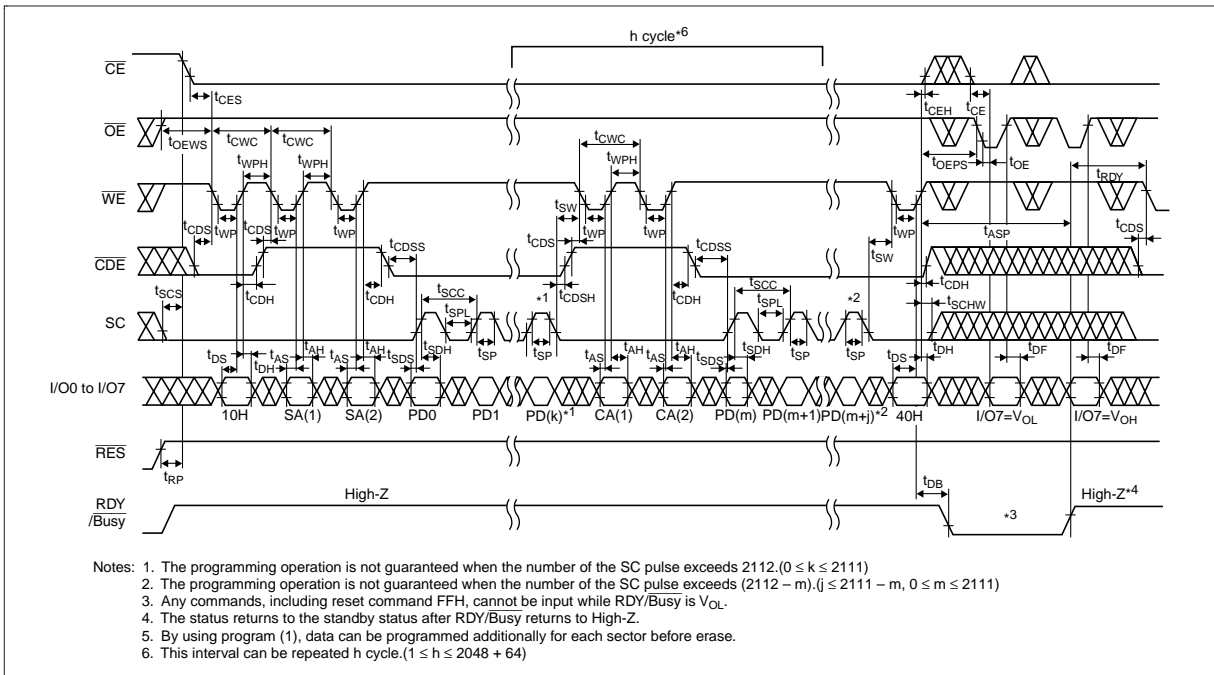 h cycle*6
CE
tCES
tCEH
tCE
OE
tOEWS
tCWC
tCWC
tCWC
tOEPS
tOE
tWPH
tWPH
tWPH
tRDY
WE
tWP
tWP
tWP
tSW
tWP
tWP
tSW
tWP
tASP
tCDS
tCDS
tCDSS
tCDS
tCDSS
tCDS
CDE
tCDH
tCDH
tCDSH
tCDH
tCDH
tSCS
tSCC
*1
tSCC
*2
tSCHW
SC
tSPL
tSPL
tSP
tSP
tSP
tSP
tDS
tDH
tAS
tAH
tAS
tAH
tSDS
tSDH
tAS
tAH
tAS
tAH
tSDS
tSDH
tDS
tDH
tDF
tDF
I/O0 to I/O7
10H SA(1) SA(2) PD0 PD1 PD(k)*1 CA(1) CA(2) PD(m) PD(m+1) PD(m+j)*2 40H I/O7=VOL I/O7=VOH
RES
tRP
RDY
/Busy
High-Z
tDB
*3
High-Z*4
Notes: 1. The programming operation is not guaranteed when the number of the SC pulse exceeds 2112.(0 ≤ k ≤ 2111)
2. The programming operation is not guaranteed when the number of the SC pulse exceeds (2112 – m).(j ≤ 2111 – m, 0 ≤ m ≤ 2111)
3. Any commands, including reset command FFH, cannot be input while RDY/Busy is VOL.
4. The status returns to the standby status after RDY/Busy returns to High-Z.
5. By using program (1), data can be programmed additionally for each sector before erase.
6. This interval can be repeated h cycle.(1 ≤ h ≤ 2048 + 64)